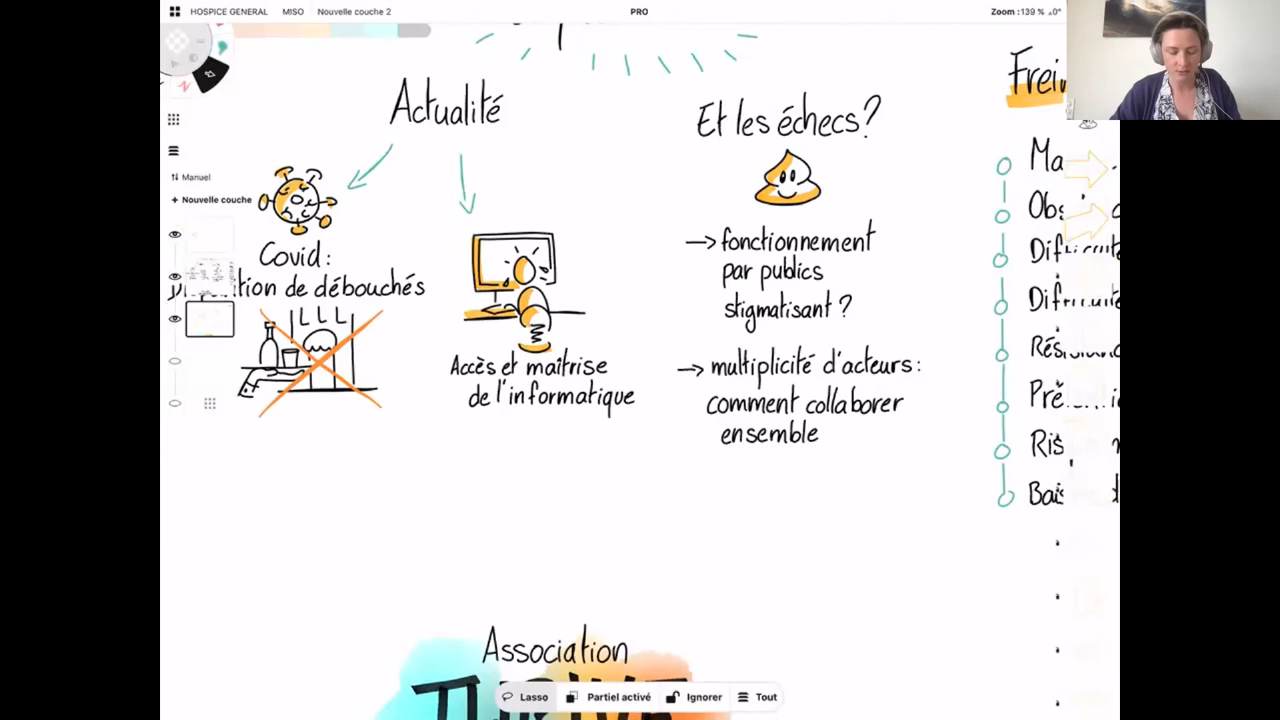 HOSPICE GENERAL MISO Nouvelle couche 2 PRO Zoom : 139 % 0°
Manuel
+ Nouvelle couche
Actualité
Covid:
tion de débouchés
Accès et maîtrise
de l'informatique
Et les échecs?
→ fonctionnement
par publics
stigmatisant ?
→ multiplicité d'acteurs :
comment collaborer
ensemble
Association
Lasso Partiel activé Ignorer Tout